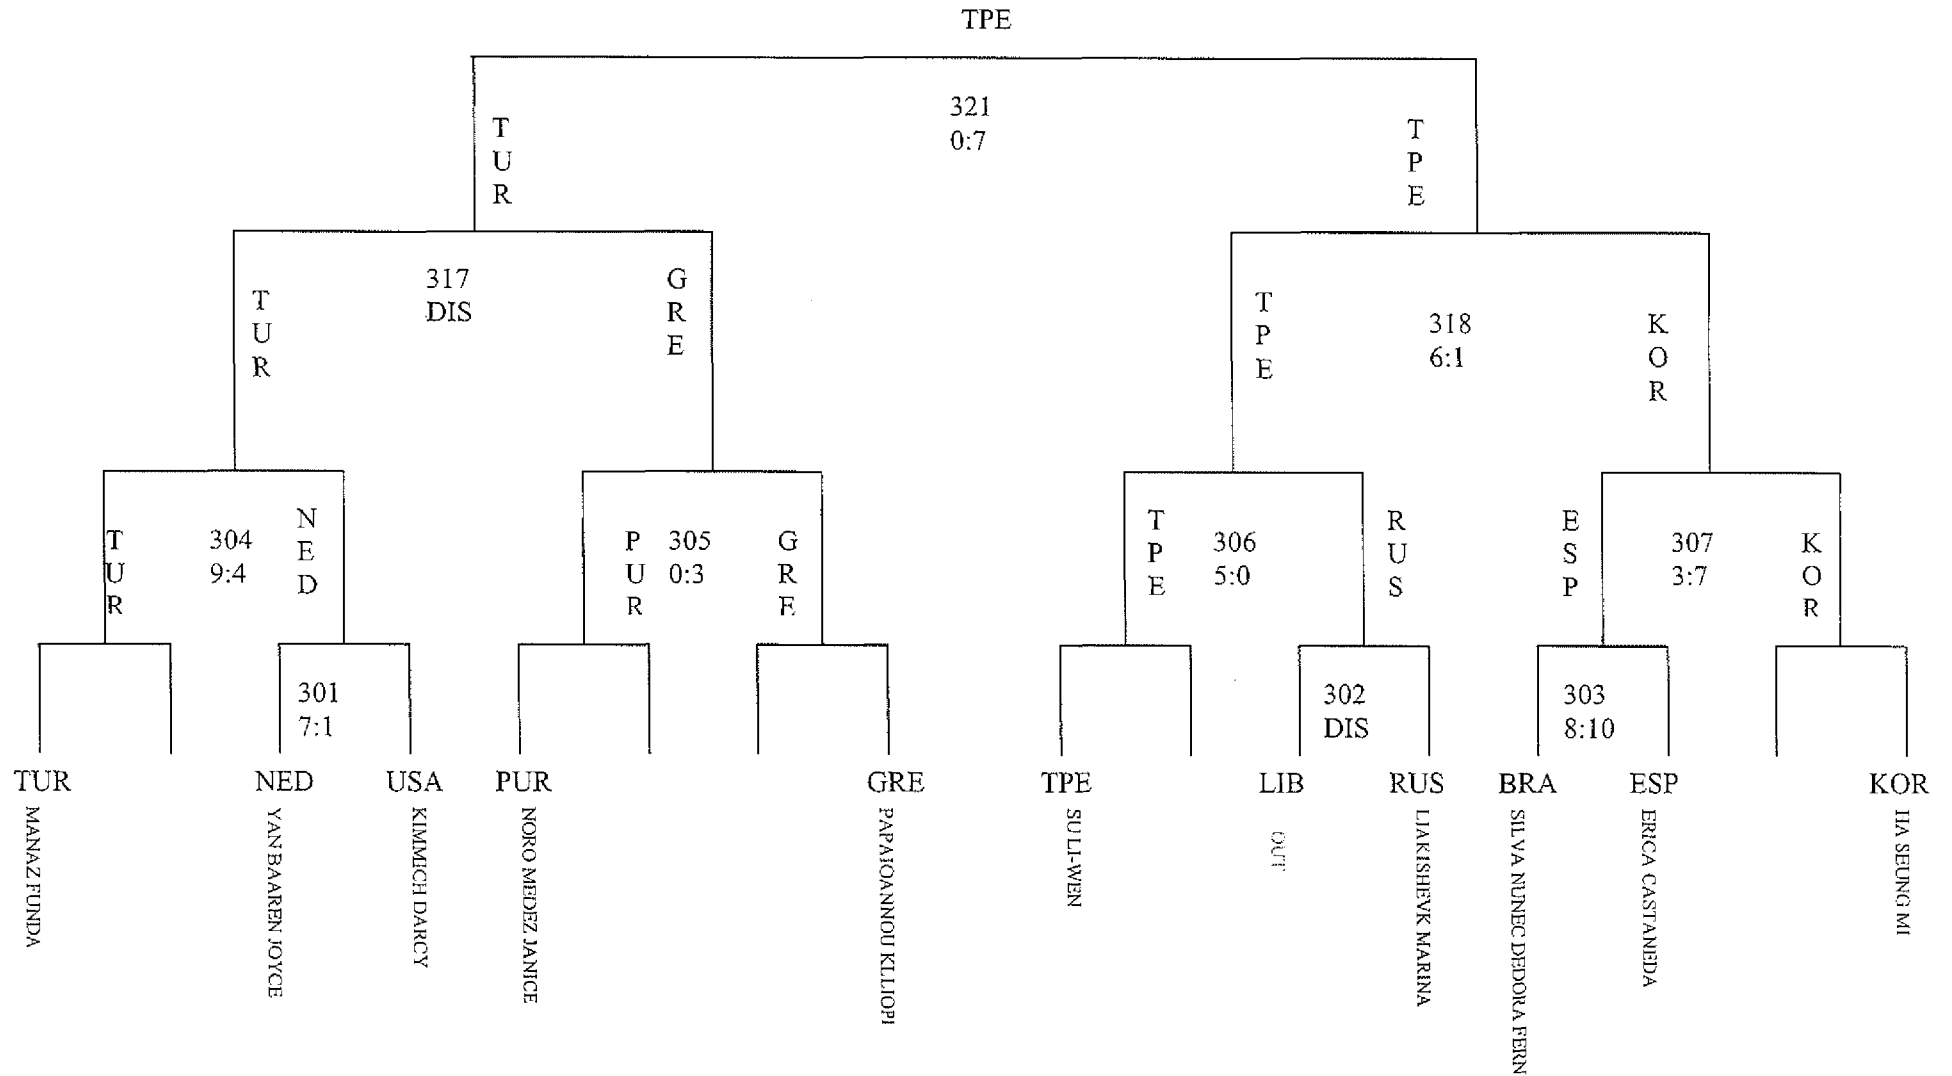 TPE
321
0:7
TUR
TPE
317
DIS
TUR
GRE
318
6:1
TPE
KOR
TUR
304
9:4
NED
PUR
305
0:3
GRE
TPE
306
5:0
RUS
ESP
307
3:7
KOR
301
7:1
302
DIS
303
8:10
TUR
NED
USA
PUR
GRE
TPE
LIB
RUS
BRA
ESP
KOR
MANAZ FUNDA
YAN BAAREN JOYCE
KIMMICH DARCY
NORO MEDEZ JANICE
PAPAIOANNOU KLLIOPI
SU LI-WEN
OUT
LIAKISHEVK MARINA
SILVA NUNEC DEDORA FERN
ERICA CASTANEDA
HA SEUNG MI